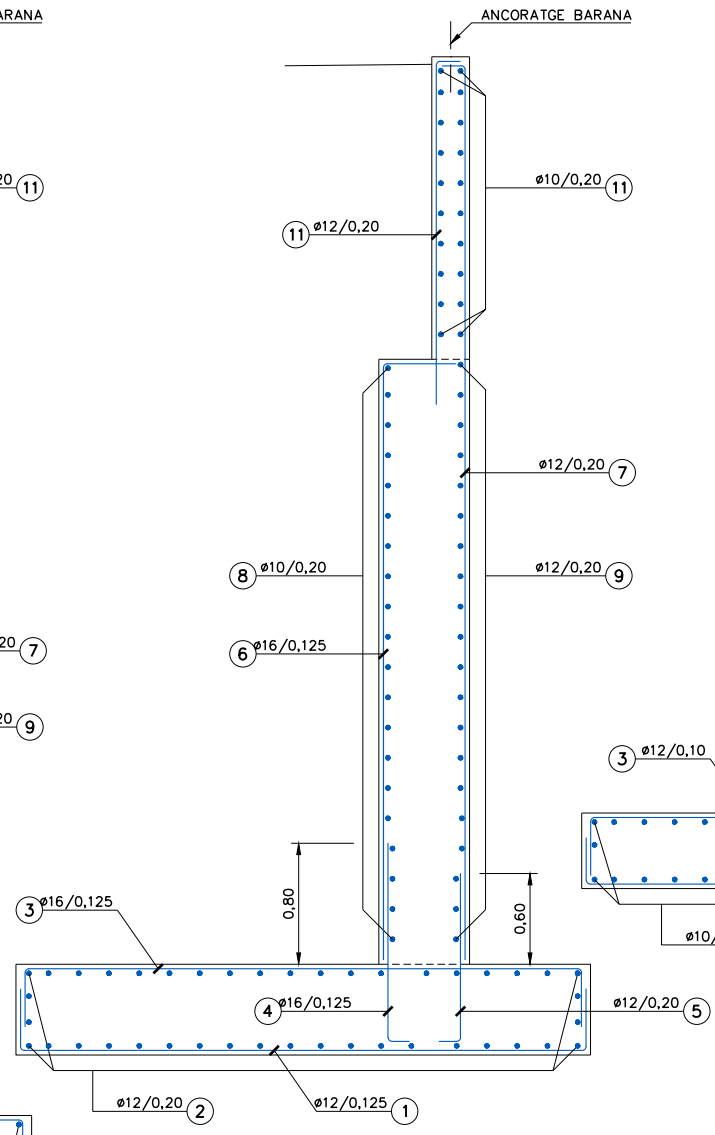 ARANA
ANCORATGE BARANA
20 11
ø10/0,20 11
11 ø12/0,20
ø12/0,20 7
8 ø10/0,20
ø12/0,20 9
6 ø16/0,125
20 7
20 9
3 ø12/0,10
0,80
0,60
3 ø16/0,125
ø10/
4 ø16/0,125
ø12/0,20 5
ø12/0,20 2
ø12/0,125 1